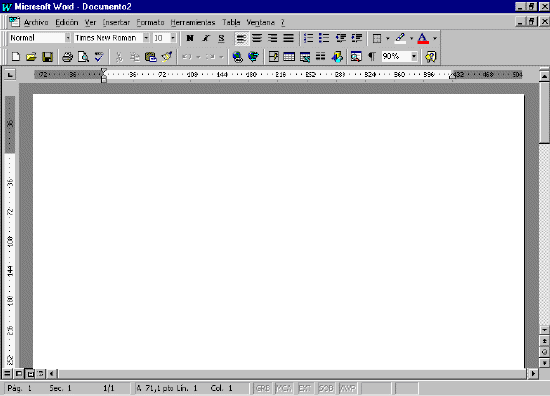 Microsoft Word - Documento2
Archivo Edición Ver Insertar Formato Herramientas Tabla Ventana ?
Normal Times New Roman 10 N K S
90%
72 36 36 72 108 144 180 216 252 288 324 360 396 432 468 504
36
36
72
108
144
180
216
252
Pág. 1 Sec. 1 1/1 A 71,1 pto Lín. 1 Col. 1 GRB MCA EXT SOB AWR